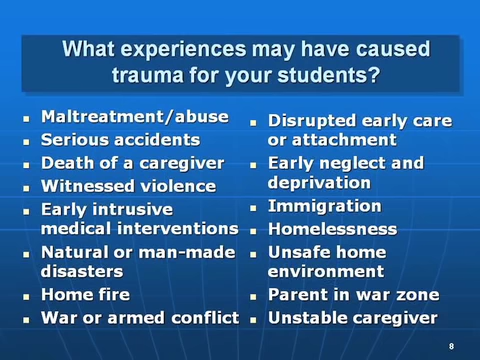 What experiences may have caused
trauma for your students?
Maltreatment/abuse
Serious accidents
Death of a caregiver
Witnessed violence
Early intrusive
medical interventions
Natural or man-made
disasters
Home fire
War or armed conflict
Disrupted early care
or attachment
Early neglect and
deprivation
Immigration
Homelessness
Unsafe home
environment
Parent in war zone
Unstable caregiver
8